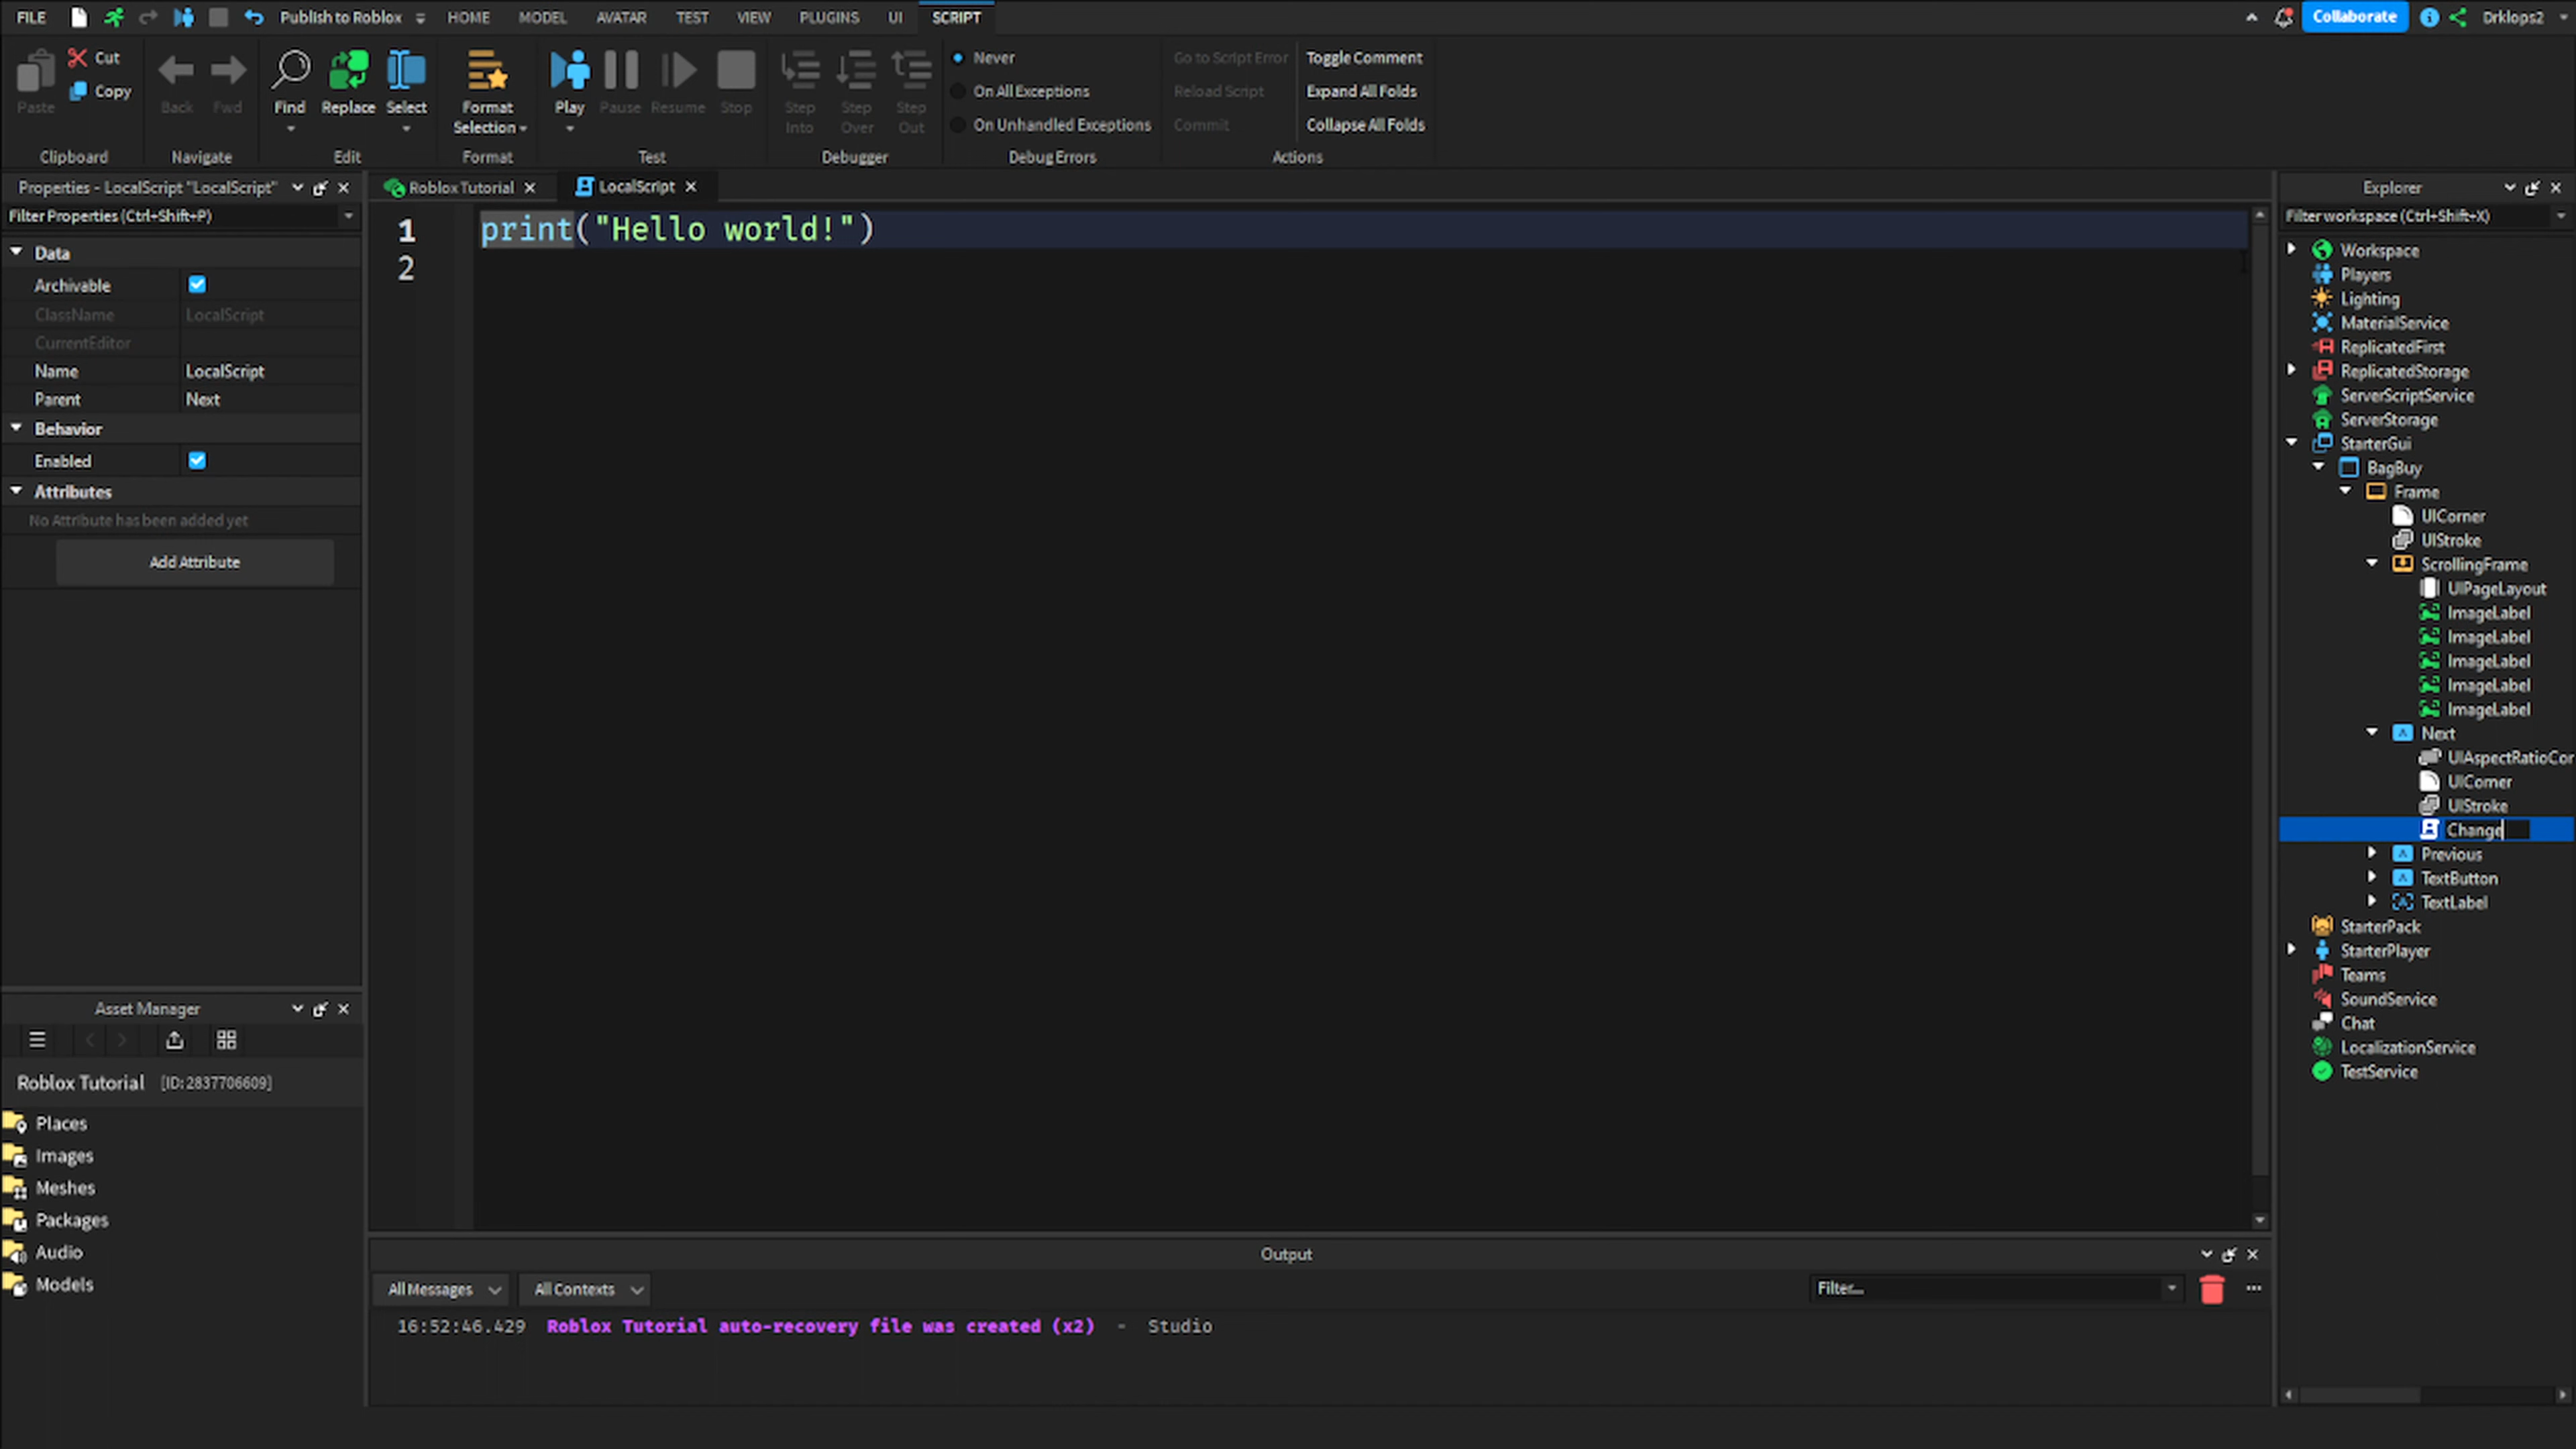 FILE Publish to Roblox HOME MODEL AVATAR TEST VIEW PLUGINS UI SCRIPT Collaborate Drklops2
Paste Cut Copy Clipboard
Back Fwd Navigate
Find Replace Select Edit
Format Selection Format
Play Pause Resume Stop Test
Step Into Step Over Step Out Debugger
Never
On All Exceptions
On Unhandled Exceptions
Debug Errors
Go to Script Error Toggle Comment
Reload Script Expand All Folds
Commit Collapse All Folds
Actions
Properties - LocalScript "LocalScript"
Filter Properties (Ctrl+Shift+P)
Data
Archivable
ClassName LocalScript
CurrentEditor
Name LocalScript
Parent Next
Behavior
Enabled
Attributes
No Attribute has been added yet
Add Attribute
Asset Manager
Roblox Tutorial [ID:2837706609]
Places
Images
Meshes
Packages
Audio
Models
Roblox Tutorial LocalScript
1 print("Hello world!")
2
Output
All Messages All Contexts Filter...
16:52:46.429 Roblox Tutorial auto-recovery file was created (x2) - Studio
Explorer
Filter workspace (Ctrl+Shift+X)
Workspace
Players
Lighting
MaterialService
ReplicatedFirst
ReplicatedStorage
ServerScriptService
ServerStorage
StarterGui
BagBuy
Frame
UICorner
UIStroke
ScrollingFrame
UIPageLayout
ImageLabel
ImageLabel
ImageLabel
ImageLabel
ImageLabel
Next
UIAspectRatioCor
UICorner
UIStroke
Change
Previous
TextButton
TextLabel
StarterPack
StarterPlayer
Teams
SoundService
Chat
LocalizationService
TestService